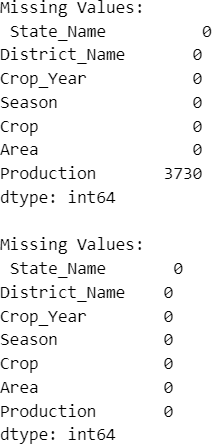 Missing Values:
 State_Name          0
District_Name         0
Crop_Year             0
Season                0
Crop                  0
Area                  0
Production         3730
dtype: int64

Missing Values:
 State_Name       0
District_Name    0
Crop_Year        0
Season           0
Crop             0
Area             0
Production       0
dtype: int64